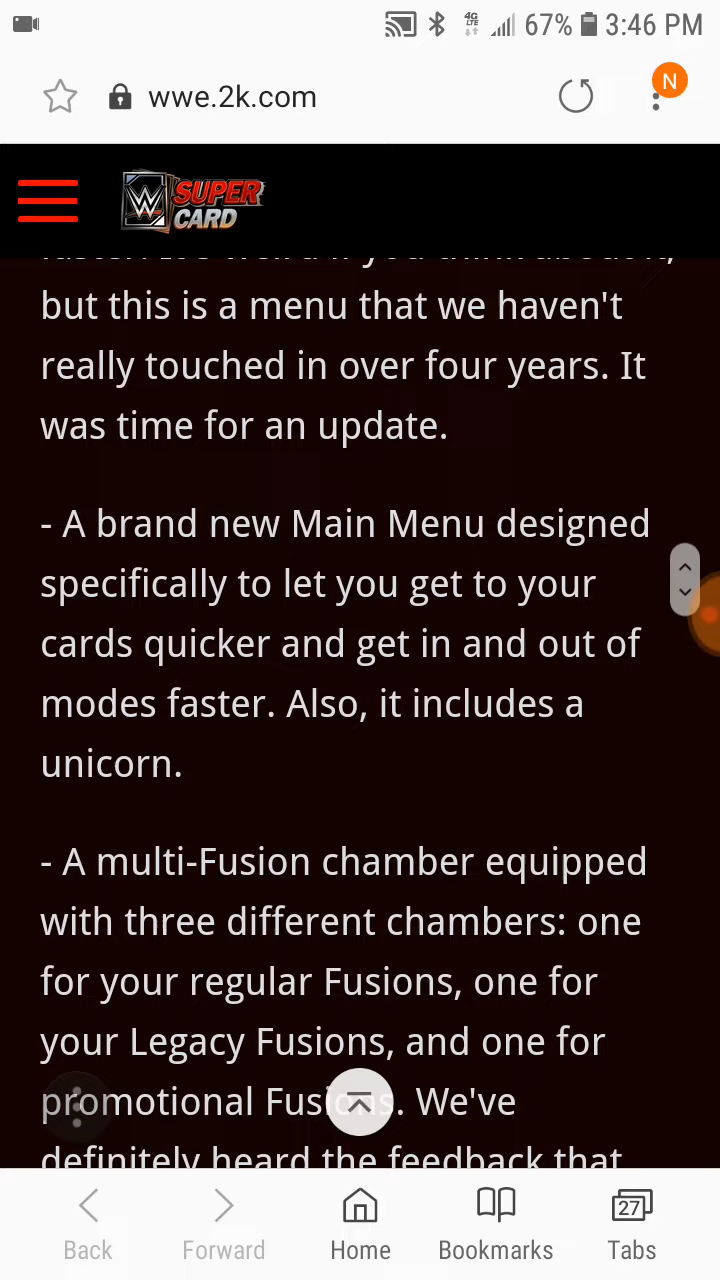 4G
LTE
67%
3:46 PM
wwe.2k.com
N
W
SUPER
CARD
but this is a menu that we haven't
really touched in over four years. It
was time for an update.
- A brand new Main Menu designed
specifically to let you get to your
cards quicker and get in and out of
modes faster. Also, it includes a
unicorn.
- A multi-Fusion chamber equipped
with three different chambers: one
for your regular Fusions, one for
your Legacy Fusions, and one for
promotional Fusions. We've
definitely heard the feedback that
27
Back
Forward
Home
Bookmarks
Tabs